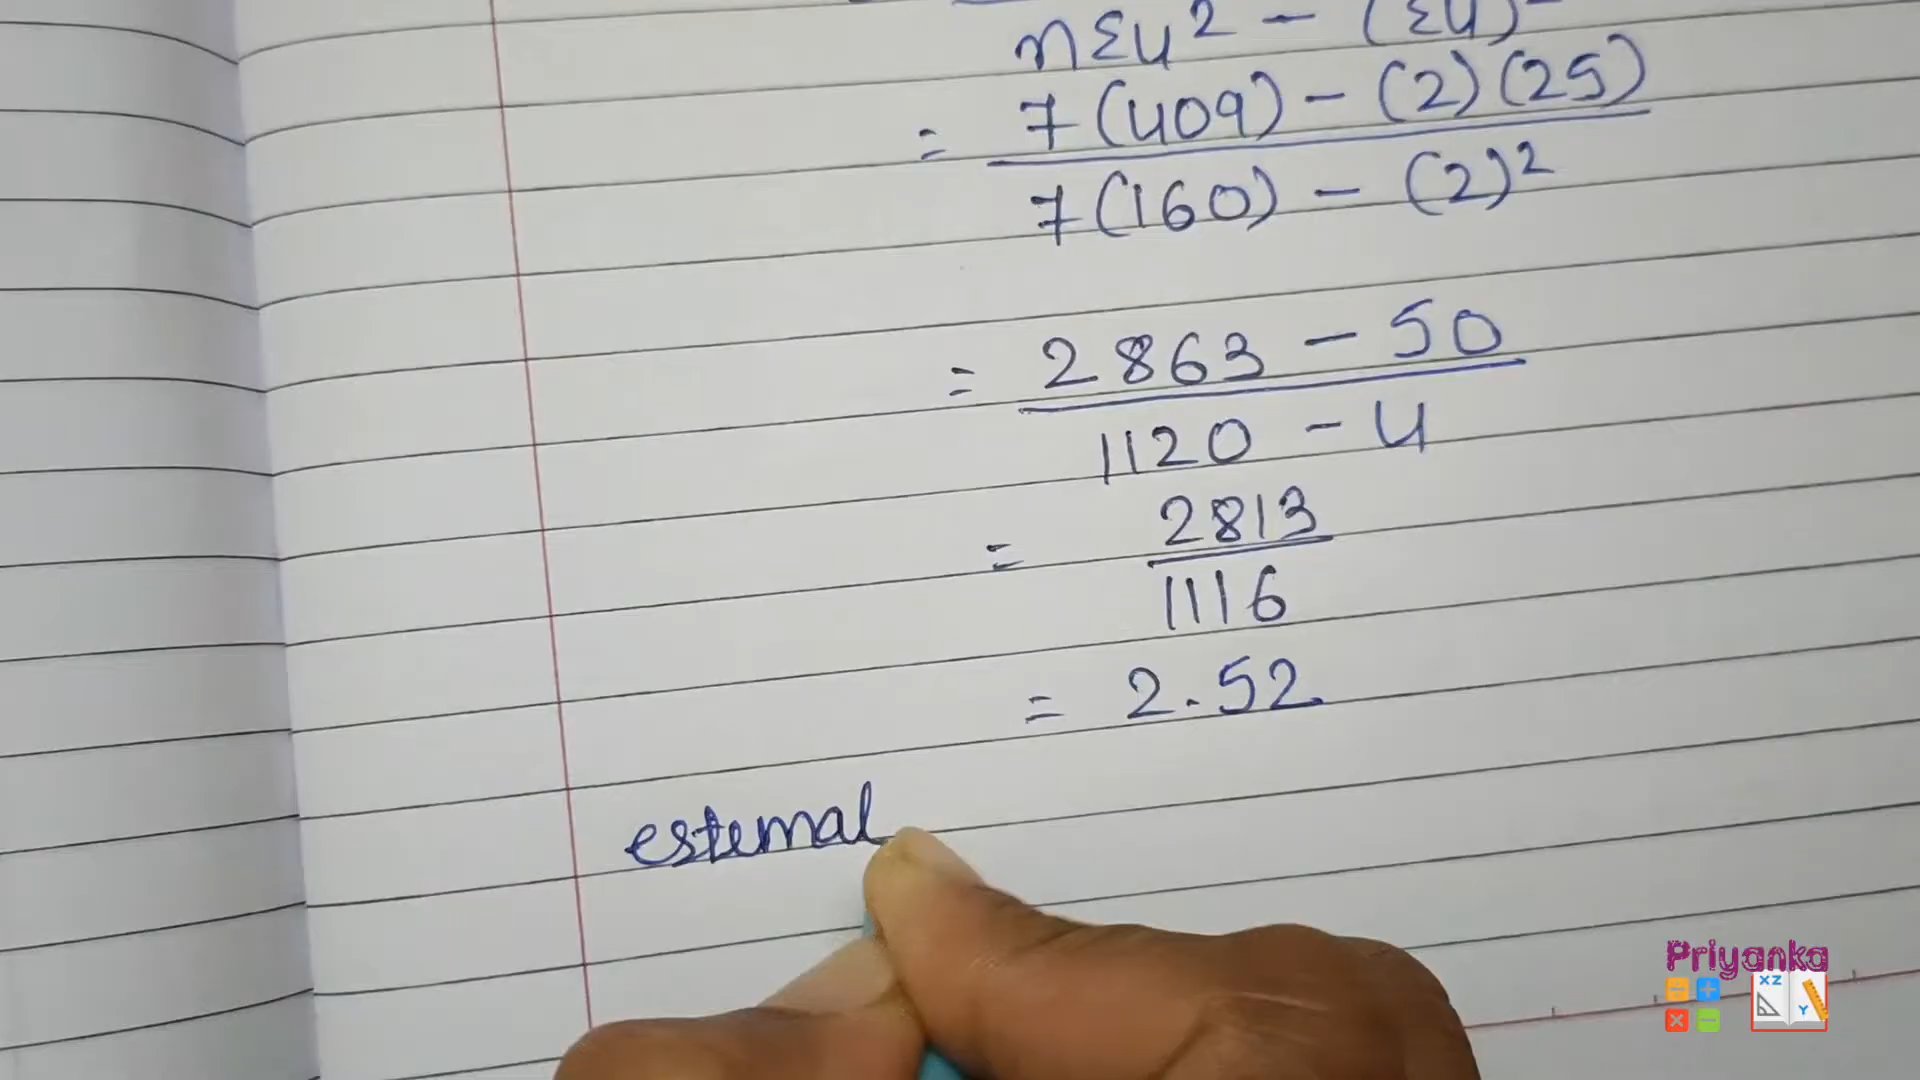 nΣu² - (Σu)²
= 7(409) - (2)(25)
7(160) - (2)²
= 2863 - 50
1120 - 4
= 2813
1116
= 2.52
estemal
Priyanka
XZ
Y